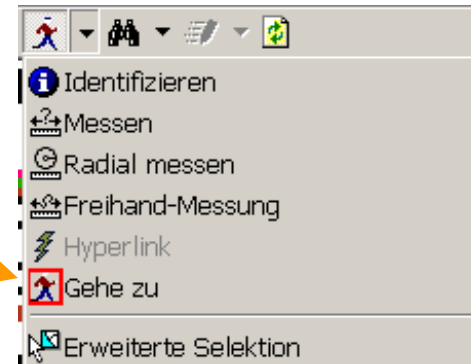 Identifizieren
Messen
Radial messen
Freihand-Messung
Hyperlink
Gehe zu
Erweiterte Selektion